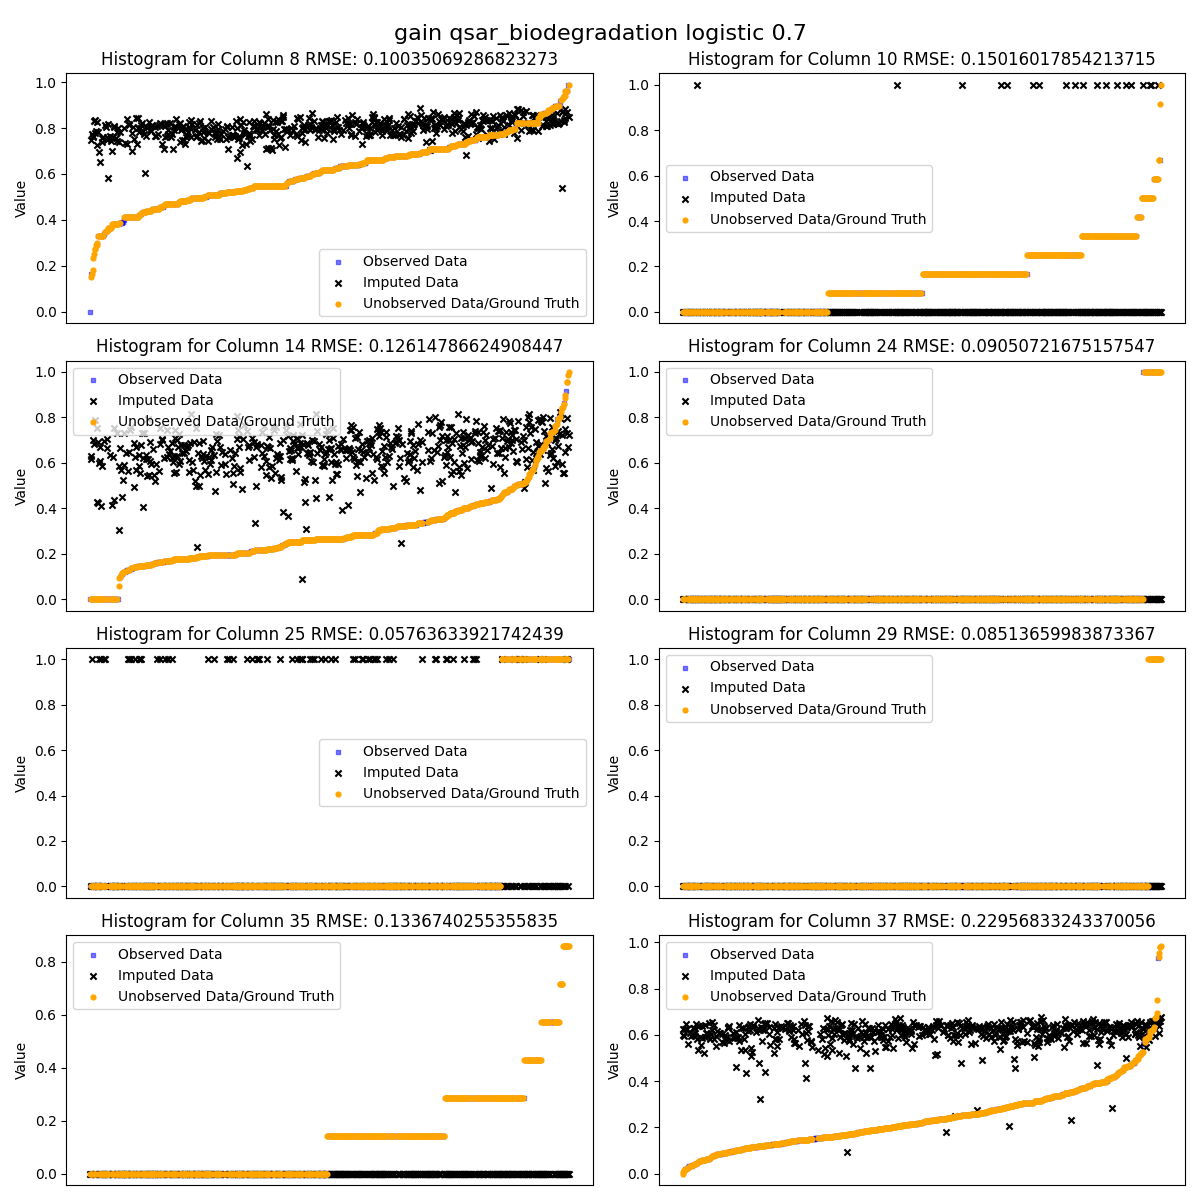 gain qsar_biodegradation logistic 0.7
Histogram for Column 8 RMSE: 0.10035069286823273
1.0
0.8
0.6
0.4
0.2
0.0
Value
Observed Data
Imputed Data
Unobserved Data/Ground Truth
Histogram for Column 10 RMSE: 0.15016017854213715
1.0
0.8
0.6
0.4
0.2
0.0
Value
Observed Data
Imputed Data
Unobserved Data/Ground Truth
Histogram for Column 14 RMSE: 0.12614786624908447
1.0
0.8
0.6
0.4
0.2
0.0
Value
Observed Data
Imputed Data
Unobserved Data/Ground Truth
Histogram for Column 24 RMSE: 0.09050721675157547
1.0
0.8
0.6
0.4
0.2
0.0
Value
Observed Data
Imputed Data
Unobserved Data/Ground Truth
Histogram for Column 25 RMSE: 0.05763633921742439
1.0
0.8
0.6
0.4
0.2
0.0
Value
Observed Data
Imputed Data
Unobserved Data/Ground Truth
Histogram for Column 29 RMSE: 0.08513659983873367
1.0
0.8
0.6
0.4
0.2
0.0
Value
Observed Data
Imputed Data
Unobserved Data/Ground Truth
Histogram for Column 35 RMSE: 0.1336740255355835
0.8
0.6
0.4
0.2
0.0
Value
Observed Data
Imputed Data
Unobserved Data/Ground Truth
Histogram for Column 37 RMSE: 0.22956833243370056
1.0
0.8
0.6
0.4
0.2
0.0
Value
Observed Data
Imputed Data
Unobserved Data/Ground Truth